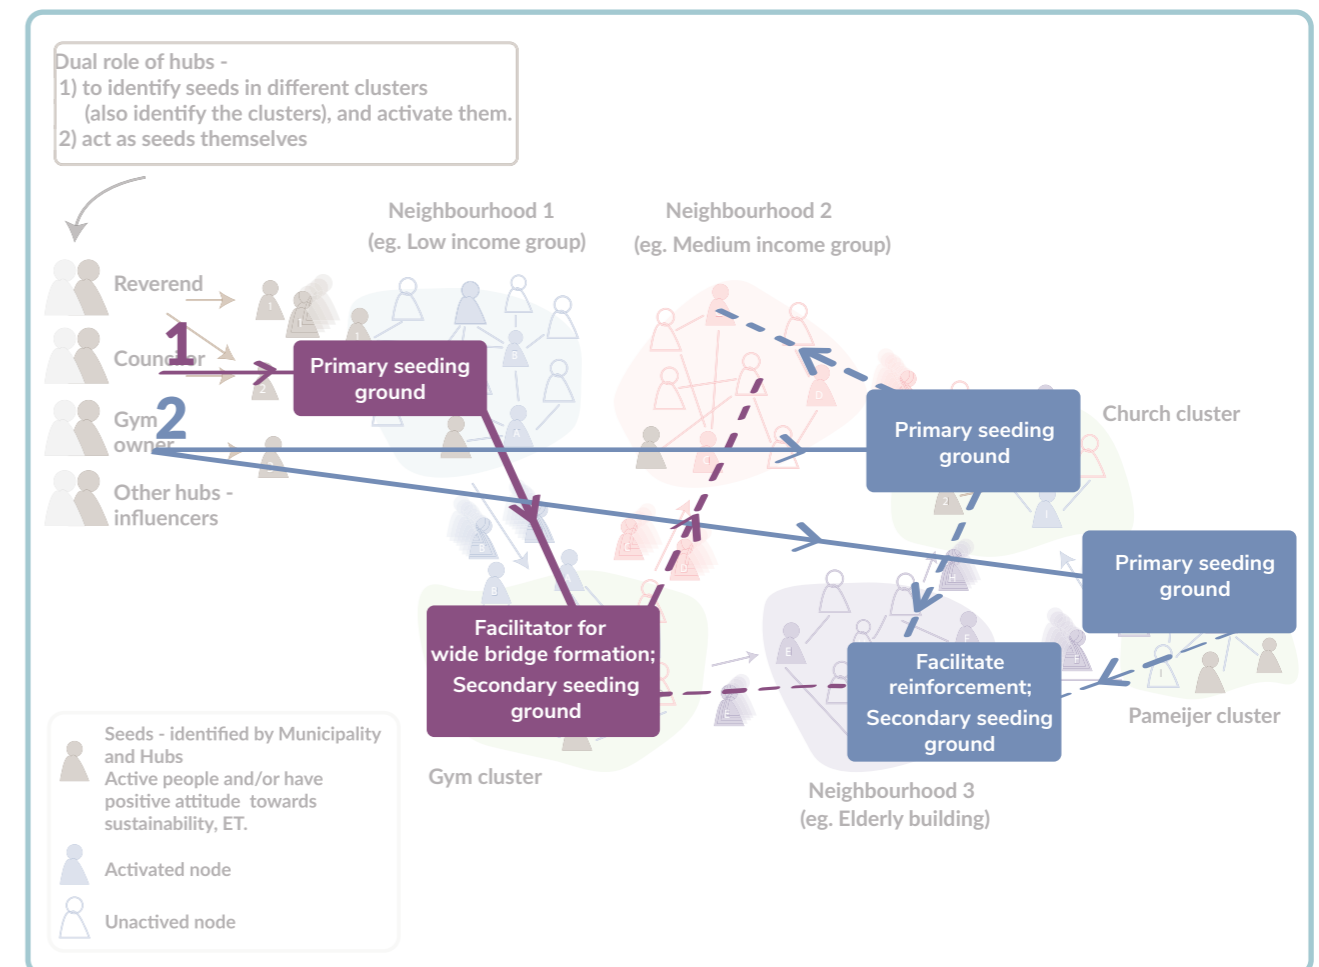 Dual role of hubs -
1) to identify seeds in different clusters
(also identify the clusters), and activate them.
2) act as seeds themselves
Neighbourhood 1
(eg. Low income group)
Neighbourhood 2
(eg. Medium income group)
Reverend
1
Councilor
2
Gym
owner
Other hubs -
influencers
Primary seeding
ground
Primary seeding
ground
Church cluster
Primary seeding
ground
Facilitator for
wide bridge formation;
Secondary seeding
ground
Facilitate
reinforcement;
Secondary seeding
ground
Pameijer cluster
Gym cluster
Neighbourhood 3
(eg. Elderly building)
Seeds - identified by Municipality
and Hubs
Active people and/or have
positive attitude towards
sustainability, ET.
Activated node
Unactived node
1
1
2
B
A
D
2
B
E